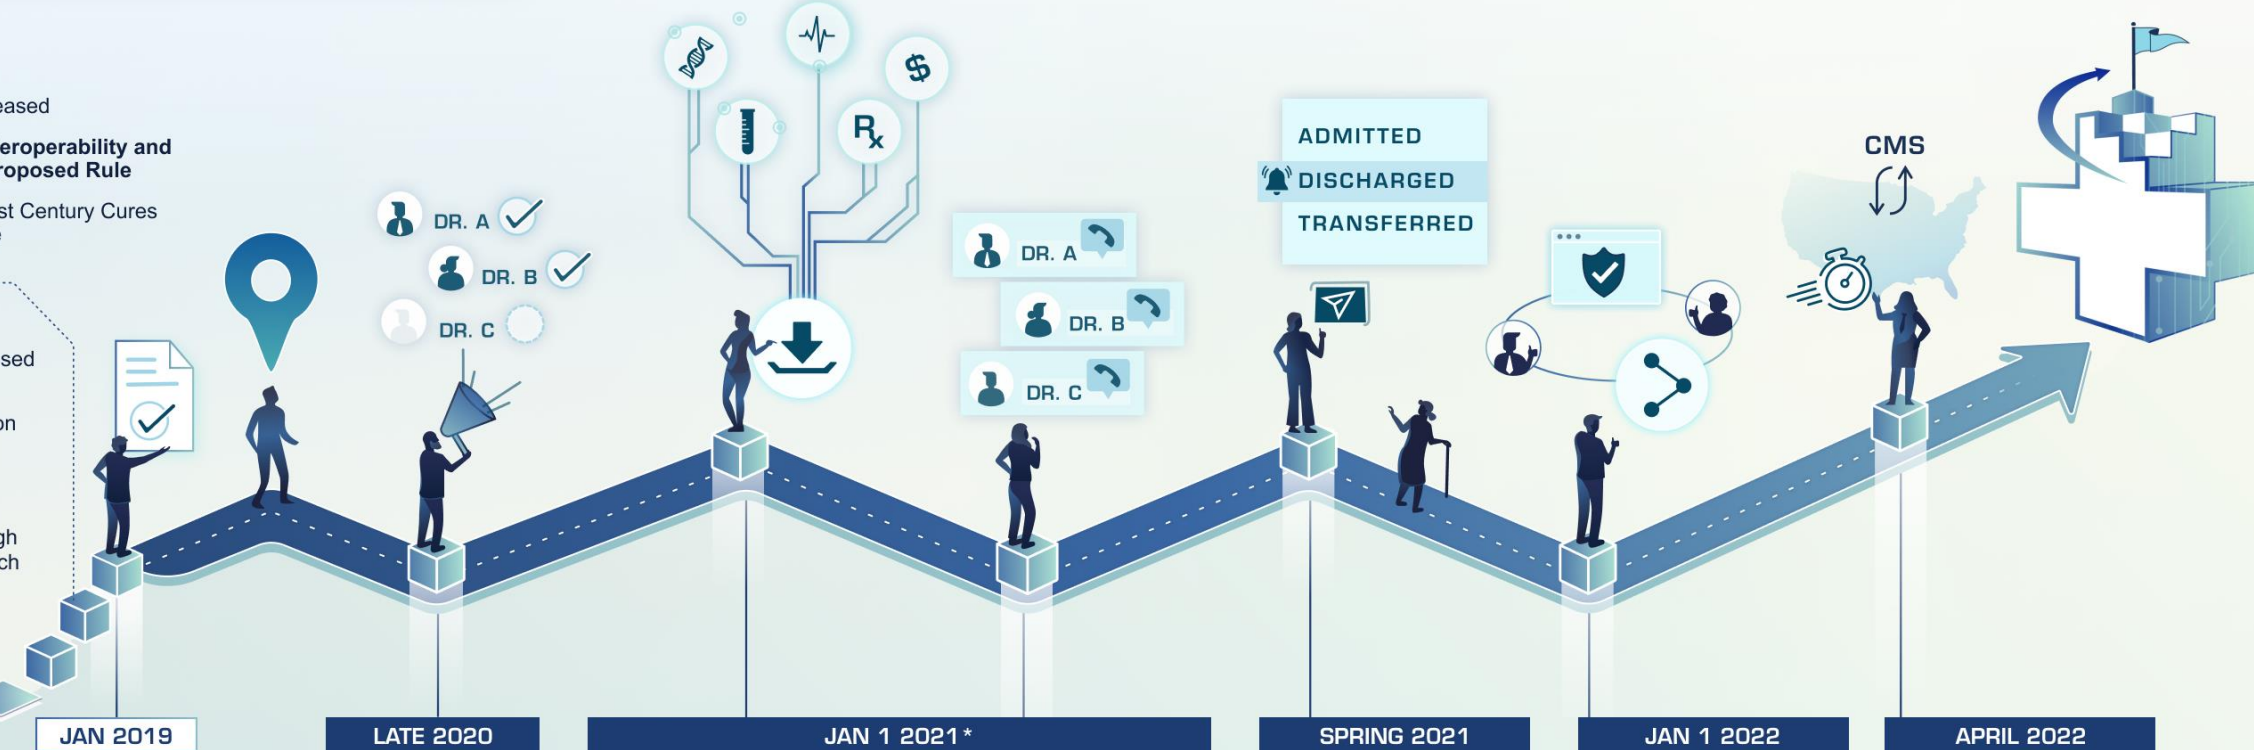 eased
eroperability and
roposed Rule
st Century Cures
sed
on
gh
ch
DR. A
DR. B
DR. C
$
Rx
DR. A
DR. B
DR. C
ADMITTED
DISCHARGED
TRANSFERRED
CMS
JAN 2019
LATE 2020
JAN 1 2021*
SPRING 2021
JAN 1 2022
APRIL 2022